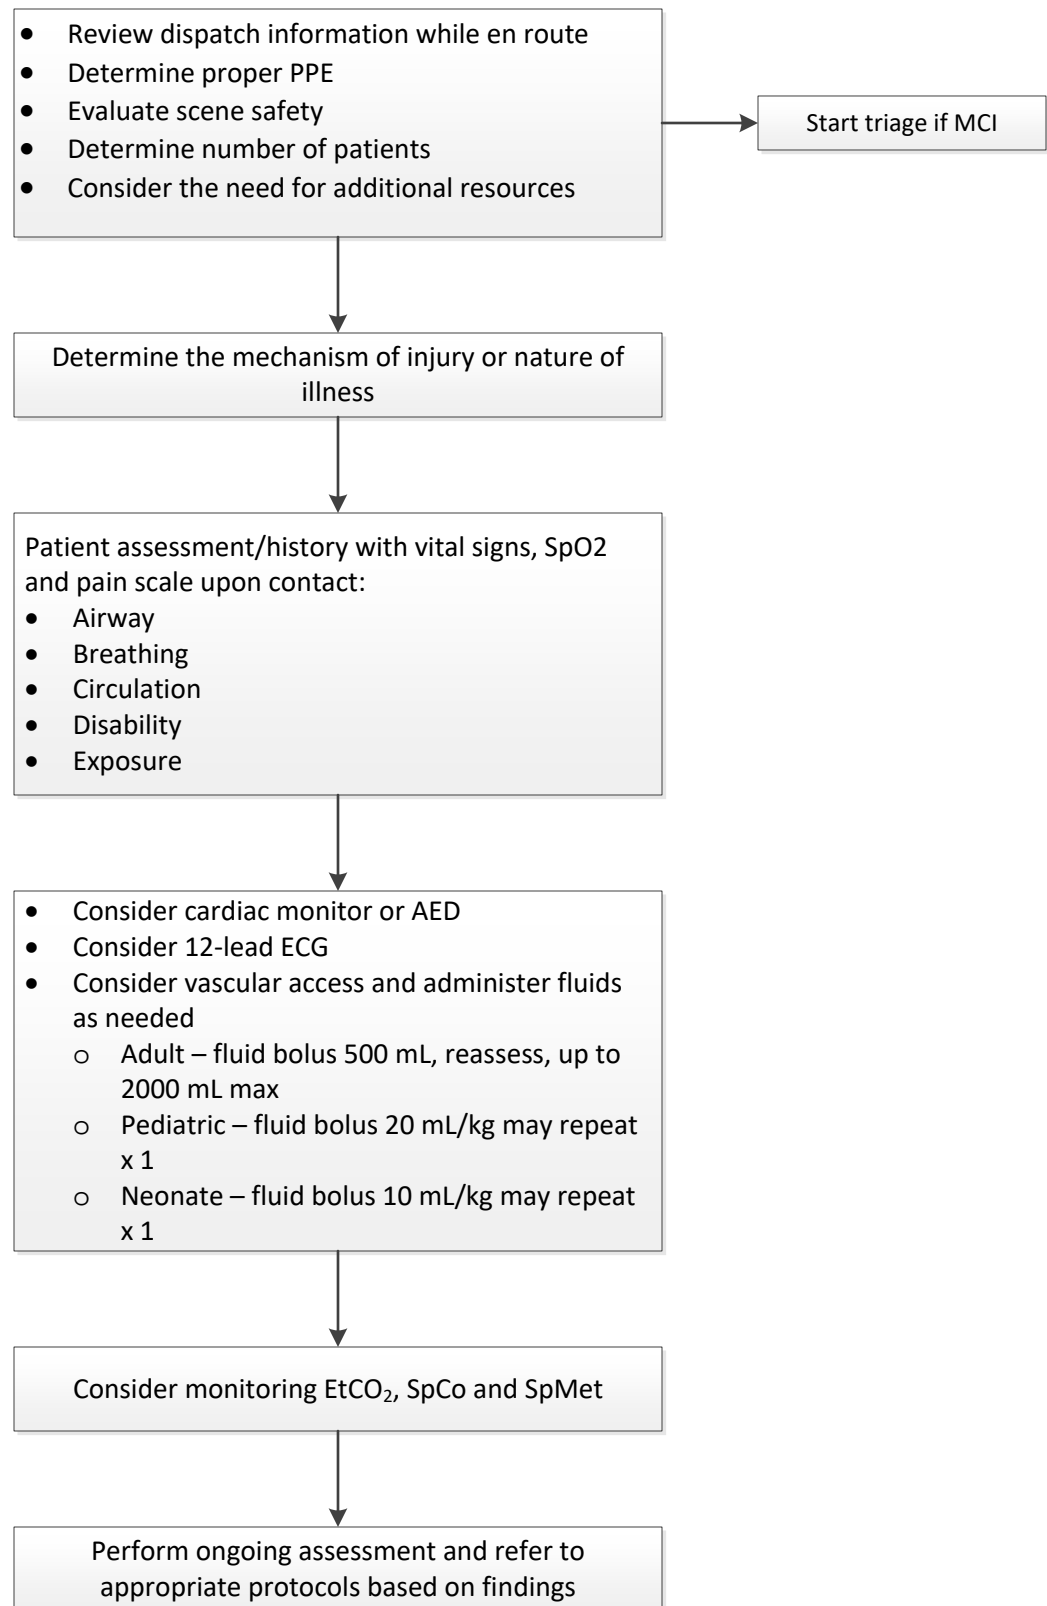 • Review dispatch information while en route
• Determine proper PPE
• Evaluate scene safety
• Determine number of patients
• Consider the need for additional resources
Start triage if MCI
Determine the mechanism of injury or nature of
illness
Patient assessment/history with vital signs, SpO2
and pain scale upon contact:
• Airway
• Breathing
• Circulation
• Disability
• Exposure
• Consider cardiac monitor or AED
• Consider 12-lead ECG
• Consider vascular access and administer fluids
as needed
o Adult – fluid bolus 500 mL, reassess, up to
2000 mL max
o Pediatric – fluid bolus 20 mL/kg may repeat
x 1
o Neonate – fluid bolus 10 mL/kg may repeat
x 1
Consider monitoring EtCO₂, SpCo and SpMet
Perform ongoing assessment and refer to
appropriate protocols based on findings